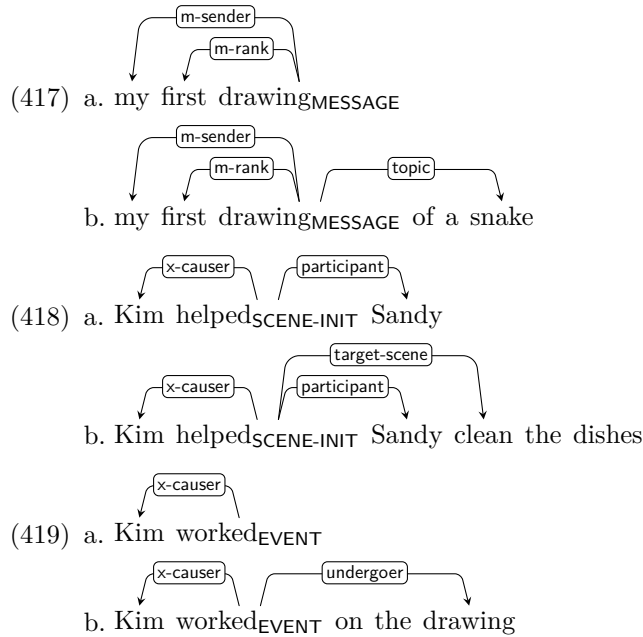 m-sender
m-rank
(417) a. my first drawingMESSAGE
m-sender
m-rank topic
b. my first drawingMESSAGE of a snake
x-causer participant
(418) a. Kim helpedSCENE-INIT Sandy
target-scene
x-causer participant
b. Kim helpedSCENE-INIT Sandy clean the dishes
x-causer
(419) a. Kim workedEVENT
x-causer undergoer
b. Kim workedEVENT on the drawing